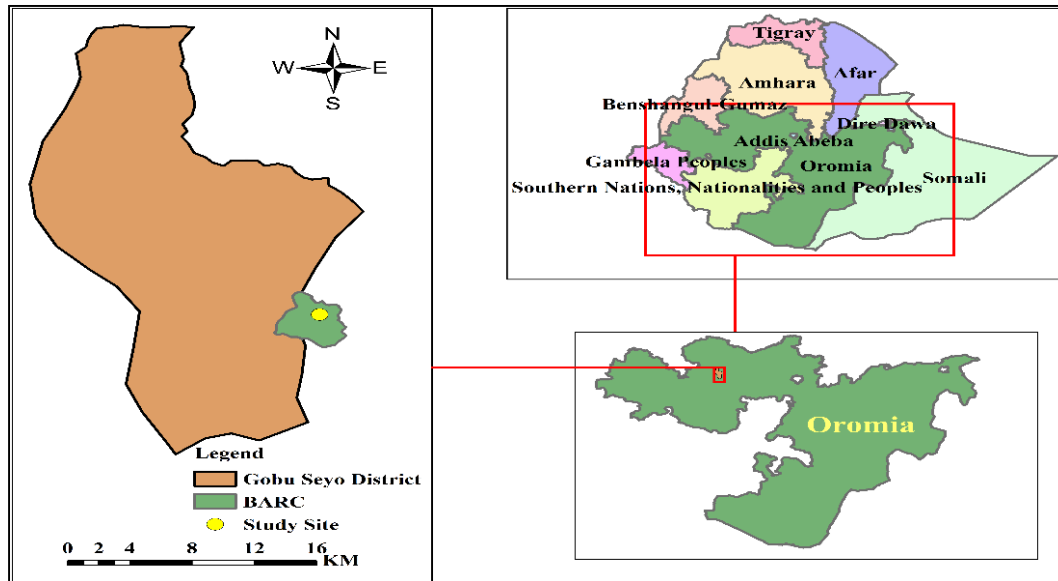 N
W E
S
Legend
Gobu Seyo District
BARC
Study Site
0 2 4 8 12 16
KM
Tigray
Amhara
Afar
Benshangul-Gumaz
Dire Dawa
Addis Abeba
Gambela Peoples
Oromia
Somali
Southern Nations, Nationalities and Peoples
Oromia